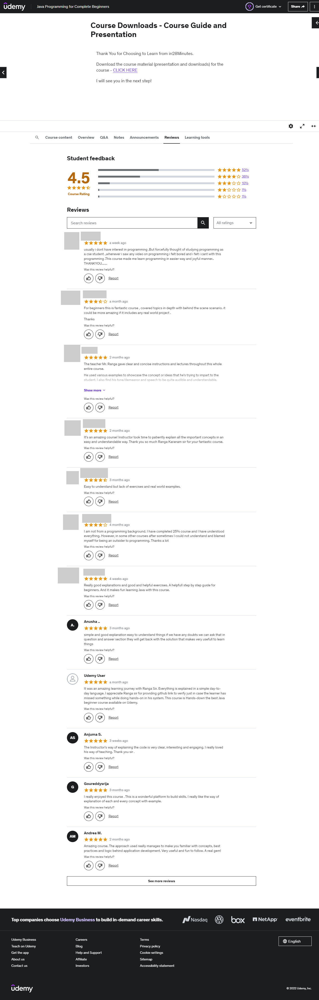 udemy
Java Programming for Complete Beginners
Get certificate
Share
Course Downloads - Course Guide and
Presentation
Thank You for Choosing to Learn from in28Minutes.
Download the course material (presentation and downloads) for the
course - CLICK HERE
I will see you in the next step!
Course content
Overview
Q&A
Notes
Announcements
Reviews
Learning tools
Student feedback
4.5
Course Rating
52%
36%
10%
1%
1%
Reviews
Search reviews
All ratings
a week ago
usually i dont have interest in programming .But forcefully thought of studying programming as
a cse student .,whenever i saw any video on programming i felt bored and i felt i cant with this
programming .This course made me learn programming in easier way and joyful manner..
THANKYOU........
Was this review helpful?
Report
a month ago
For beginners this is fantastic course , covered topics in depth with behind the scene scenario. it
could be more amazing if it includes any real world project .
Thanks
Was this review helpful?
Report
2 months ago
The teacher Mr. Ranga gave clear and concise instructions and lectures throughout this whole
entire course.
He used various examples to showcase the concept or ideas that he's trying to impart to the
student. I also find his tone/demeanor and speech to be quite audible and understandable.
Show more
Was this review helpful?
Report
2 months ago
It's an amazing course! Instructor took time to patiently explain all the important concepts in an
easy and understandable way. Thank you so much Ranga Karanam sir for your fantastic course.
Was this review helpful?
Report
3 months ago
Easy to understand but lack of exercises and real world examples.
Was this review helpful?
Report
4 months ago
I am not from a programming background. I have completed 25% course and I have understood
everything. However, in some other courses after sometimes I could not understand and blamed
myself for being an outsider to programming. Thanks a lot
Was this review helpful?
Report
4 weeks ago
Really good explanations and good and helpful exercises. A helpfull step by step guide for
beginners. And it makes fun learning Java with this course.
Was this review helpful?
Report
A.
Anusha ..
3 months ago
simple and good explanation easy to understand things if we have any doubts we can ask that in
question and answer section they will get back with the solution that makes very usefull to learn
things
Was this review helpful?
Report
Udemy User
a month ago
It was an amazing learning journey with Ranga Sir. Everything is explained in a simple day-to-
day language. I appreciate Ranga sir for providing github link to verify just in case the learner has
missed something while doing hands-on in his system. This course is Hands-down the best Java
beginner course available on Udemy.
Was this review helpful?
Report
AS
Anjuma S.
3 weeks ago
The Instructor's way of explaining the code is very clear, interesting and engaging. I really loved
his way of teaching. Thank you sir .
Was this review helpful?
Report
G
Goureddysrija
3 months ago
I really enjoyed this course . This is a wonderful platform to build skills. I really like the way of
explanation of each and every concept with example.
Was this review helpful?
Report
AM
Andrea M.
2 months ago
Amazing course. The approach used really manages to make you familiar with concepts, best
practices and logic behind application development. Very useful and fun to follow. A real gem!
Was this review helpful?
Report
See more reviews
Top companies choose Udemy Business to build in-demand career skills.
Nasdaq
box
NetApp
eventbrite
Udemy Business
Teach on Udemy
Get the app
About us
Contact us
Careers
Blog
Help and Support
Affiliate
Investors
Terms
Privacy policy
Cookie settings
Sitemap
Accessibility statement
English
udemy
© 2022 Udemy, Inc.